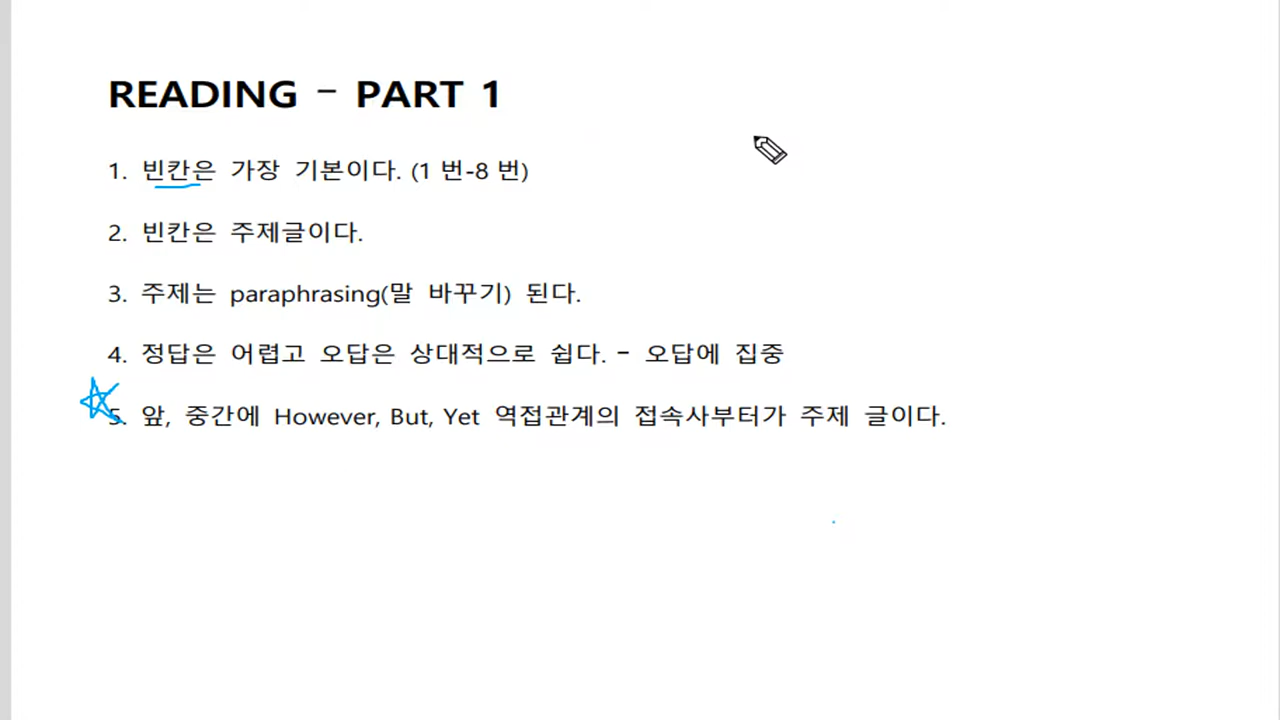 READING - PART 1
1. 빈칸은 가장 기본이다. (1 번-8 번)
2. 빈칸은 주제글이다.
3. 주제는 paraphrasing(말 바꾸기) 된다.
4. 정답은 어렵고 오답은 상대적으로 쉽다. - 오답에 집중
5. 앞, 중간에 However, But, Yet 역접관계의 접속사부터가 주제 글이다.